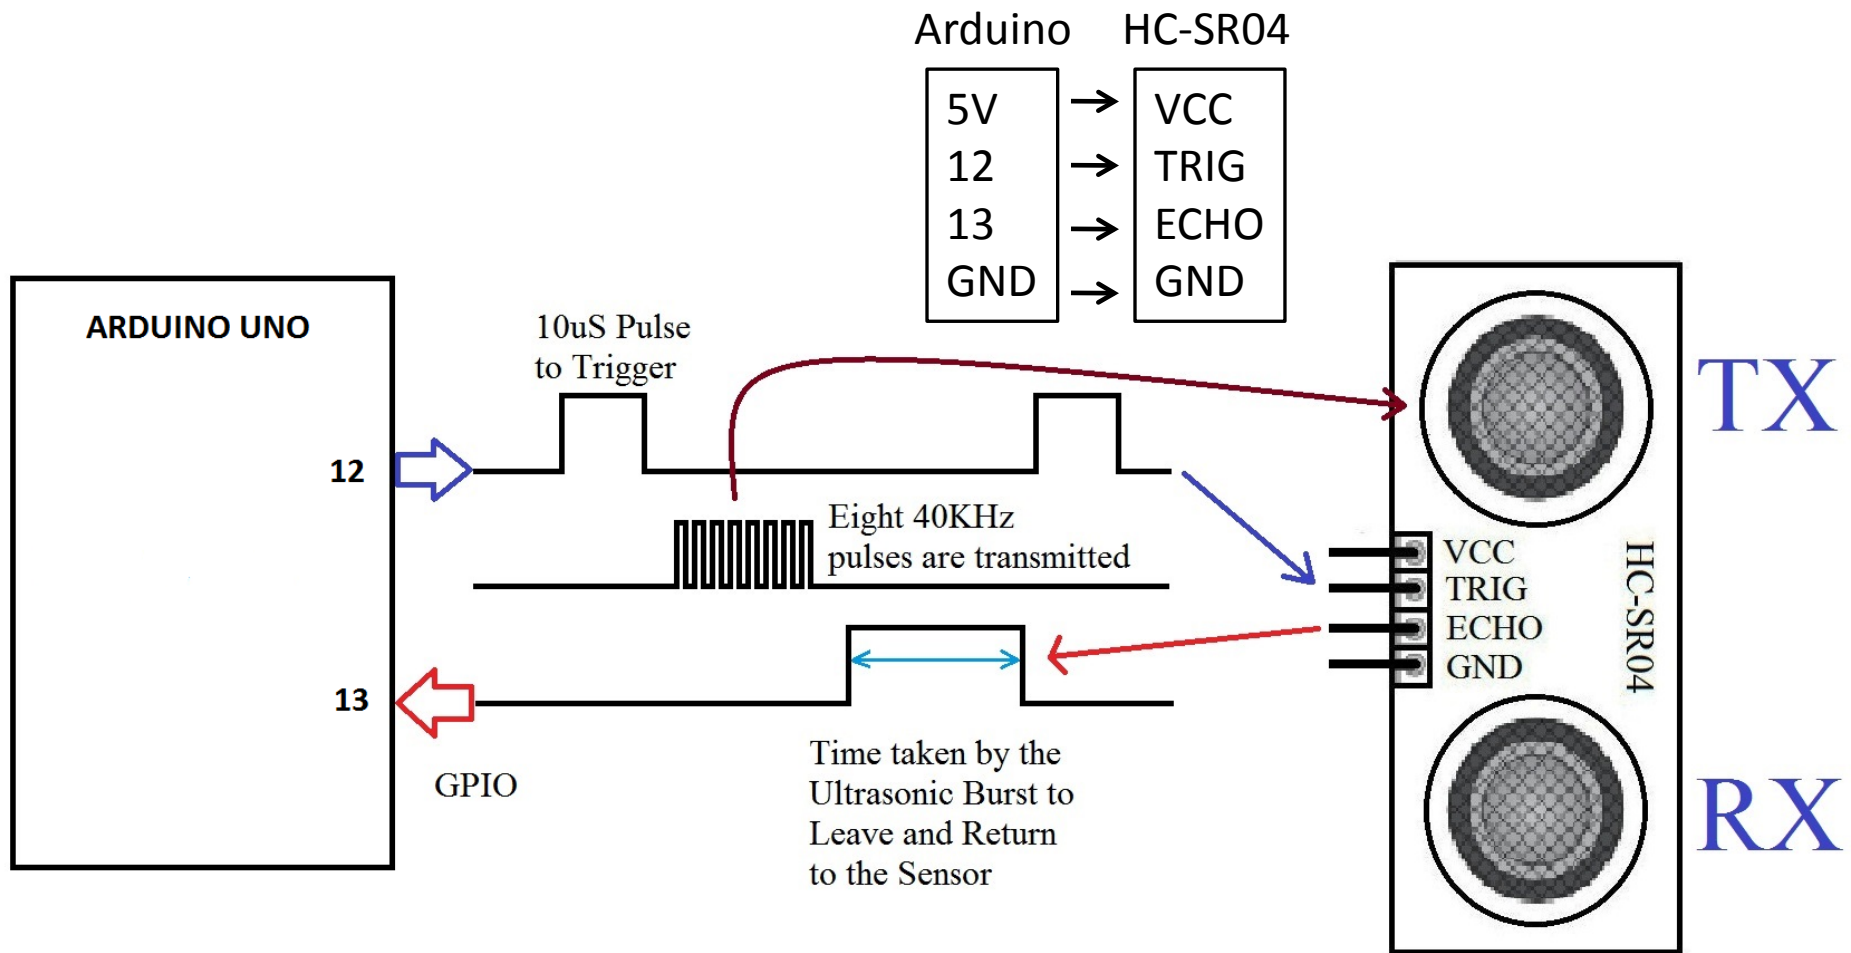 Arduino HC-SR04
5V VCC
12 TRIG
13 ECHO
GND GND
ARDUINO UNO
10uS Pulse
to Trigger
12
Eight 40KHz
pulses are transmitted
13
GPIO
Time taken by the
Ultrasonic Burst to
Leave and Return
to the Sensor
TX
VCC
TRIG
ECHO
GND
HC-SR04
RX